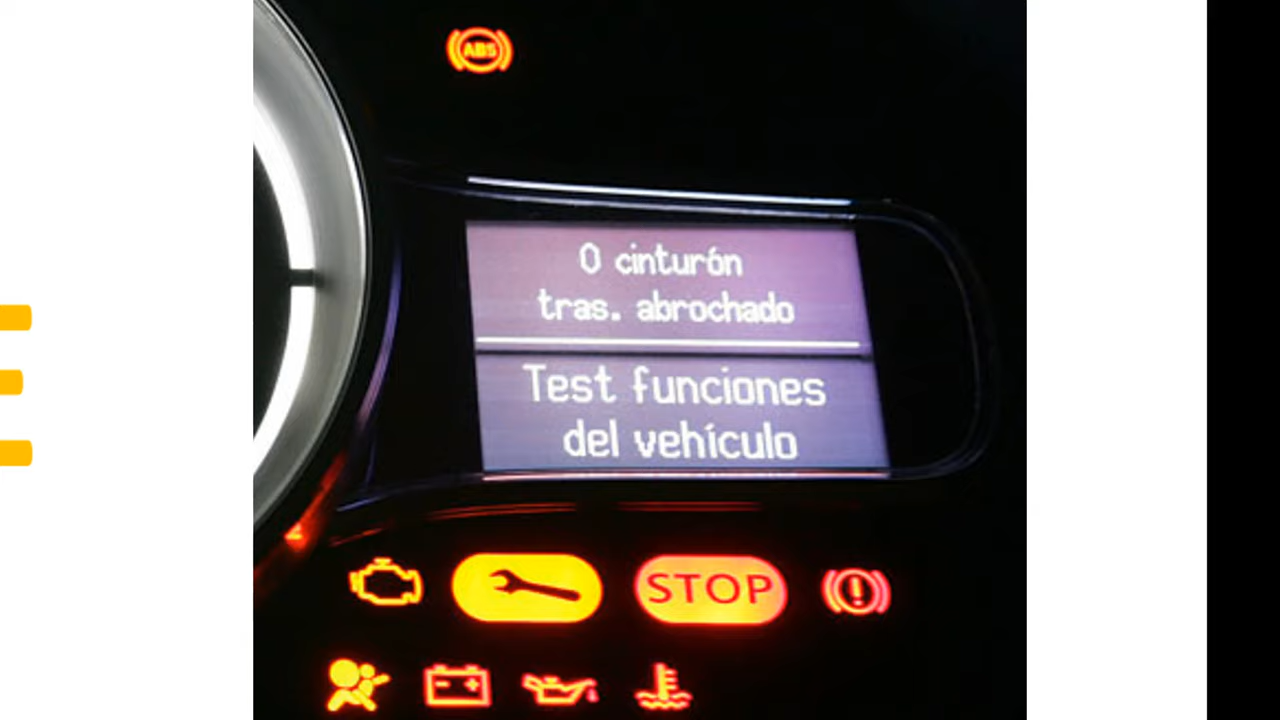 ABS
0 cinturón
tras. abrochado
Test funciones
del vehículo
STOP